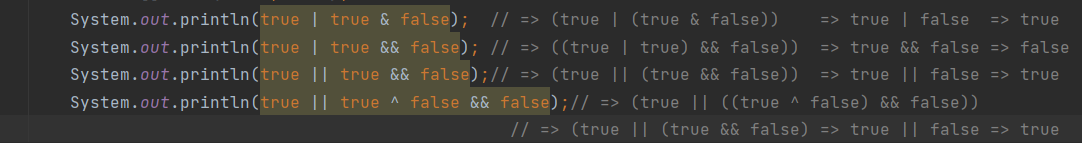 System.out.println(true | true & false);  // => (true | (true & false))    => true | false  => true
System.out.println(true | true && false); // => ((true | true) && false))  => true && false => false
System.out.println(true || true && false);// => (true || (true && false))  => true || false => true
System.out.println(true || true ^ false && false);// => (true || ((true ^ false) && false))
// => (true || (true && false) => true || false => true